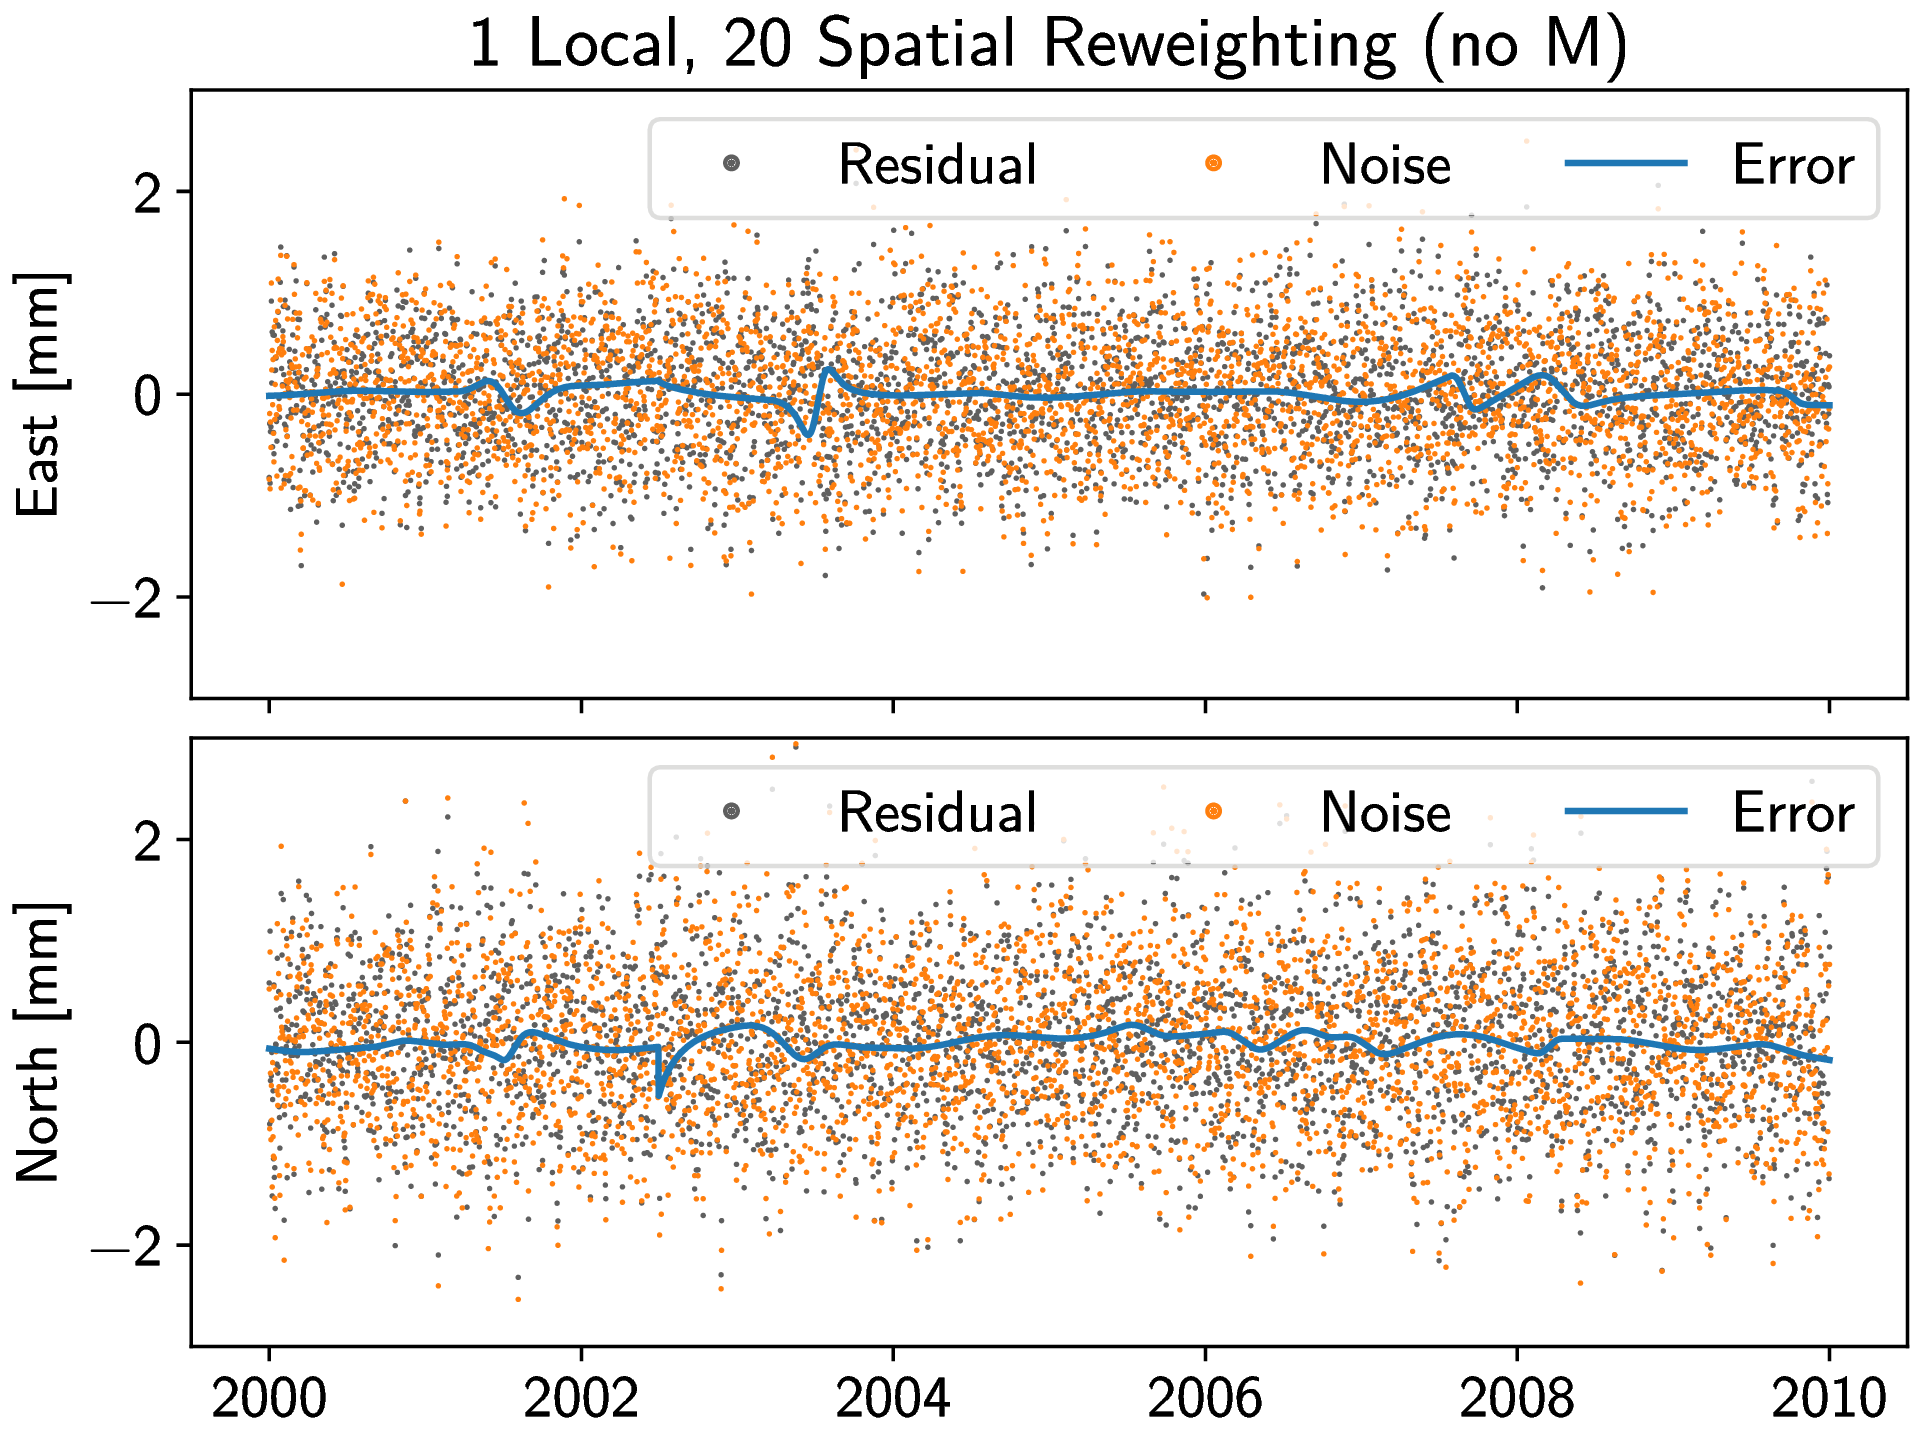 1 Local, 20 Spatial Reweighting (no M)
Residual Noise Error
2
0
−2
East [mm]
Residual Noise Error
2
0
−2
North [mm]
2000 2002 2004 2006 2008 2010